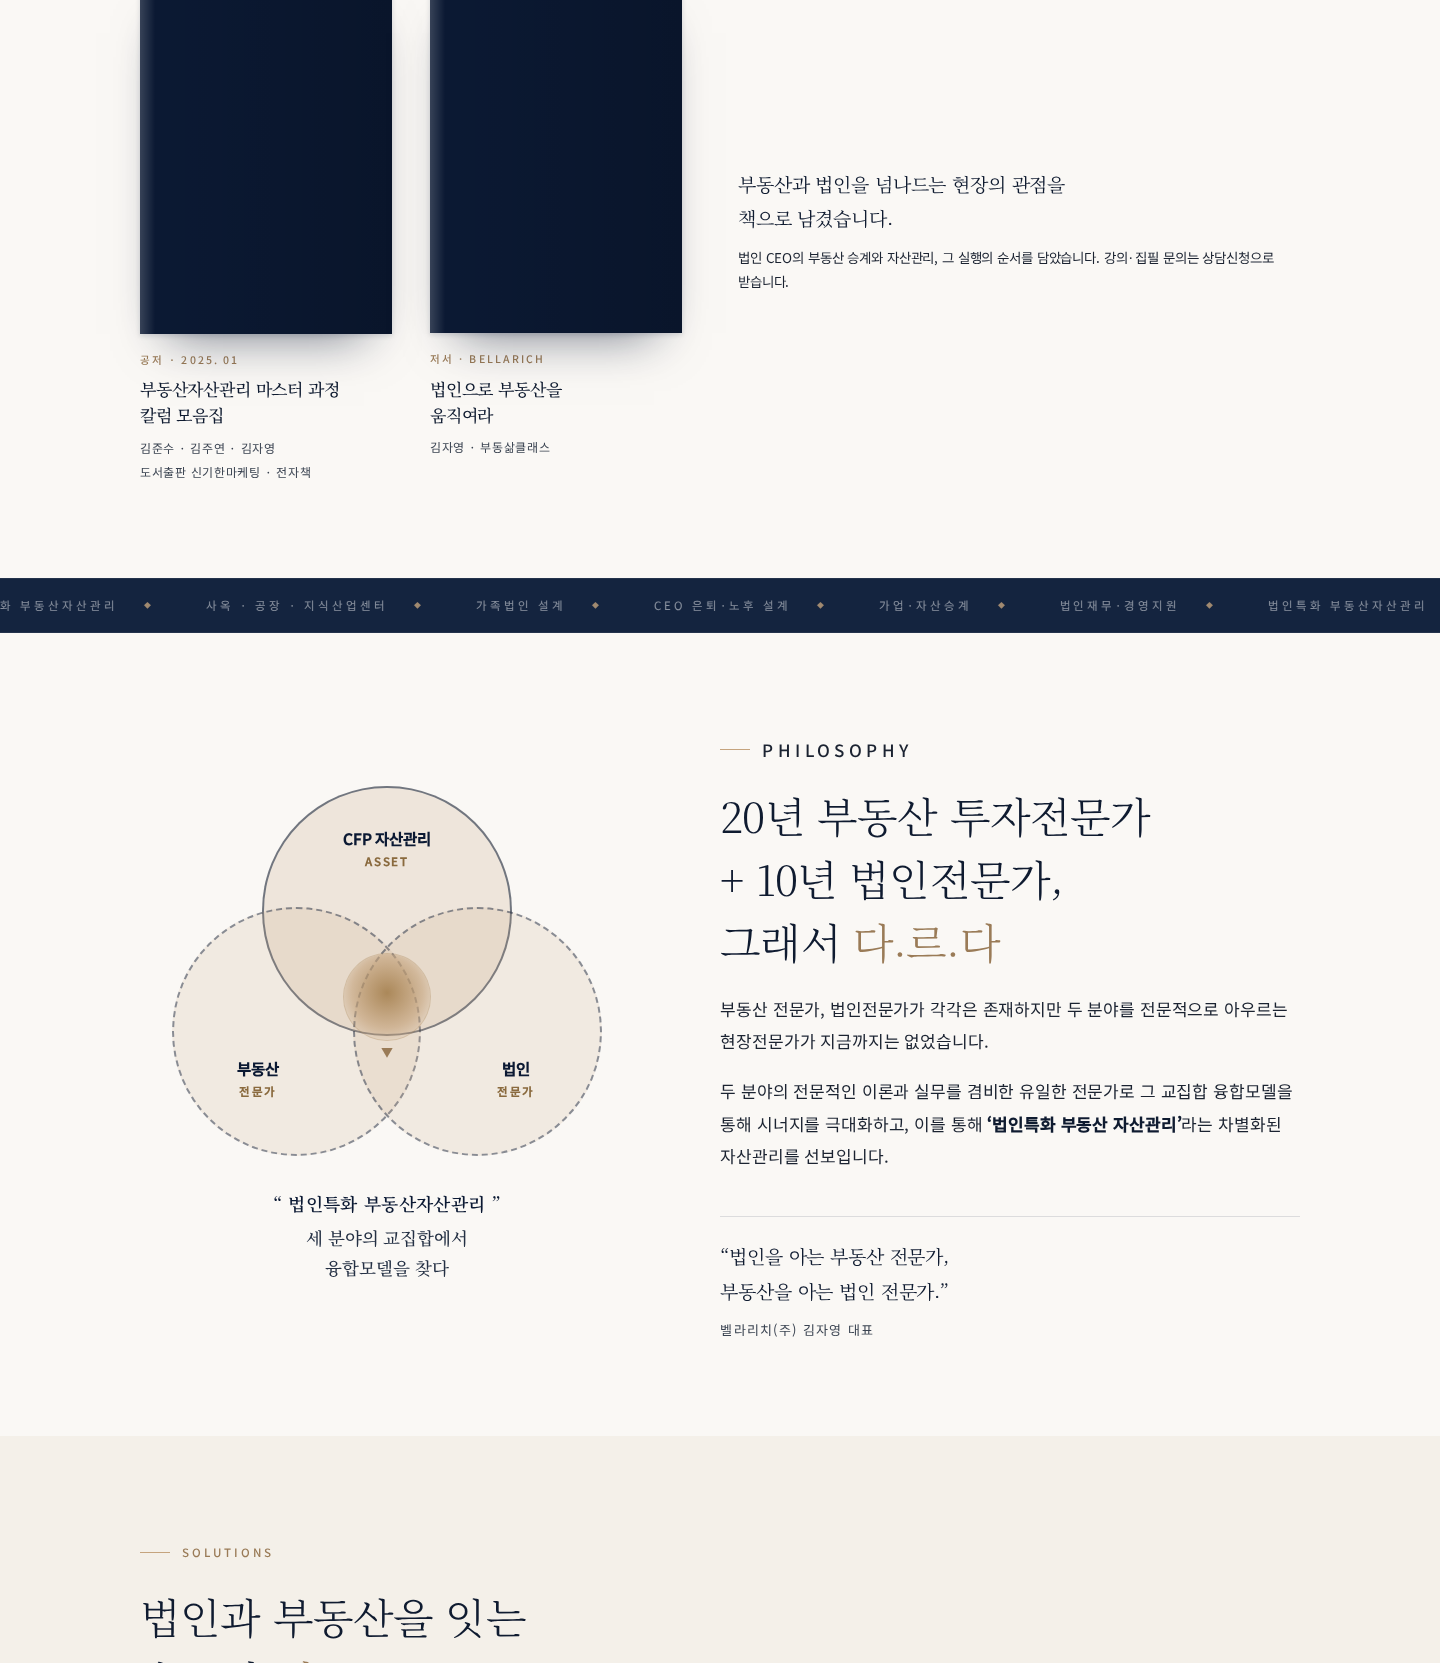 부동산과 법인을 넘나드는 현장의 관점을
책으로 남겼습니다.
법인 CEO의 부동산 승계와 자산관리, 그 실행의 순서를 담았습니다. 강의·집필 문의는 상담신청으로
받습니다.
공저 · 2025. 01
부동산자산관리 마스터 과정
칼럼 모음집
김준수 · 김주연 · 김자영
도서출판 신기한마케팅 · 전자책
저서 · BELLARICH
법인으로 부동산을
움직여라
김자영 · 부동삶클래스
화 부동산자산관리 ◆ 사옥 · 공장 · 지식산업센터 ◆ 가족법인 설계 ◆ CEO 은퇴·노후 설계 ◆ 가업·자산승계 ◆ 법인재무·경영지원 ◆ 법인특화 부동산자산관리
CFP 자산관리
ASSET
부동산
전문가
법인
전문가
“ 법인특화 부동산자산관리 ”
세 분야의 교집합에서
융합모델을 찾다
PHILOSOPHY
20년 부동산 투자전문가
+ 10년 법인전문가,
그래서 다.르.다
부동산 전문가, 법인전문가가 각각은 존재하지만 두 분야를 전문적으로 아우르는
현장전문가가 지금까지는 없었습니다.
두 분야의 전문적인 이론과 실무를 겸비한 유일한 전문가로 그 교집합 융합모델을
통해 시너지를 극대화하고, 이를 통해 ‘법인특화 부동산 자산관리’라는 차별화된
자산관리를 선보입니다.
“법인을 아는 부동산 전문가,
부동산을 아는 법인 전문가.”
벨라리치(주) 김자영 대표
SOLUTIONS
법인과 부동산을 잇는